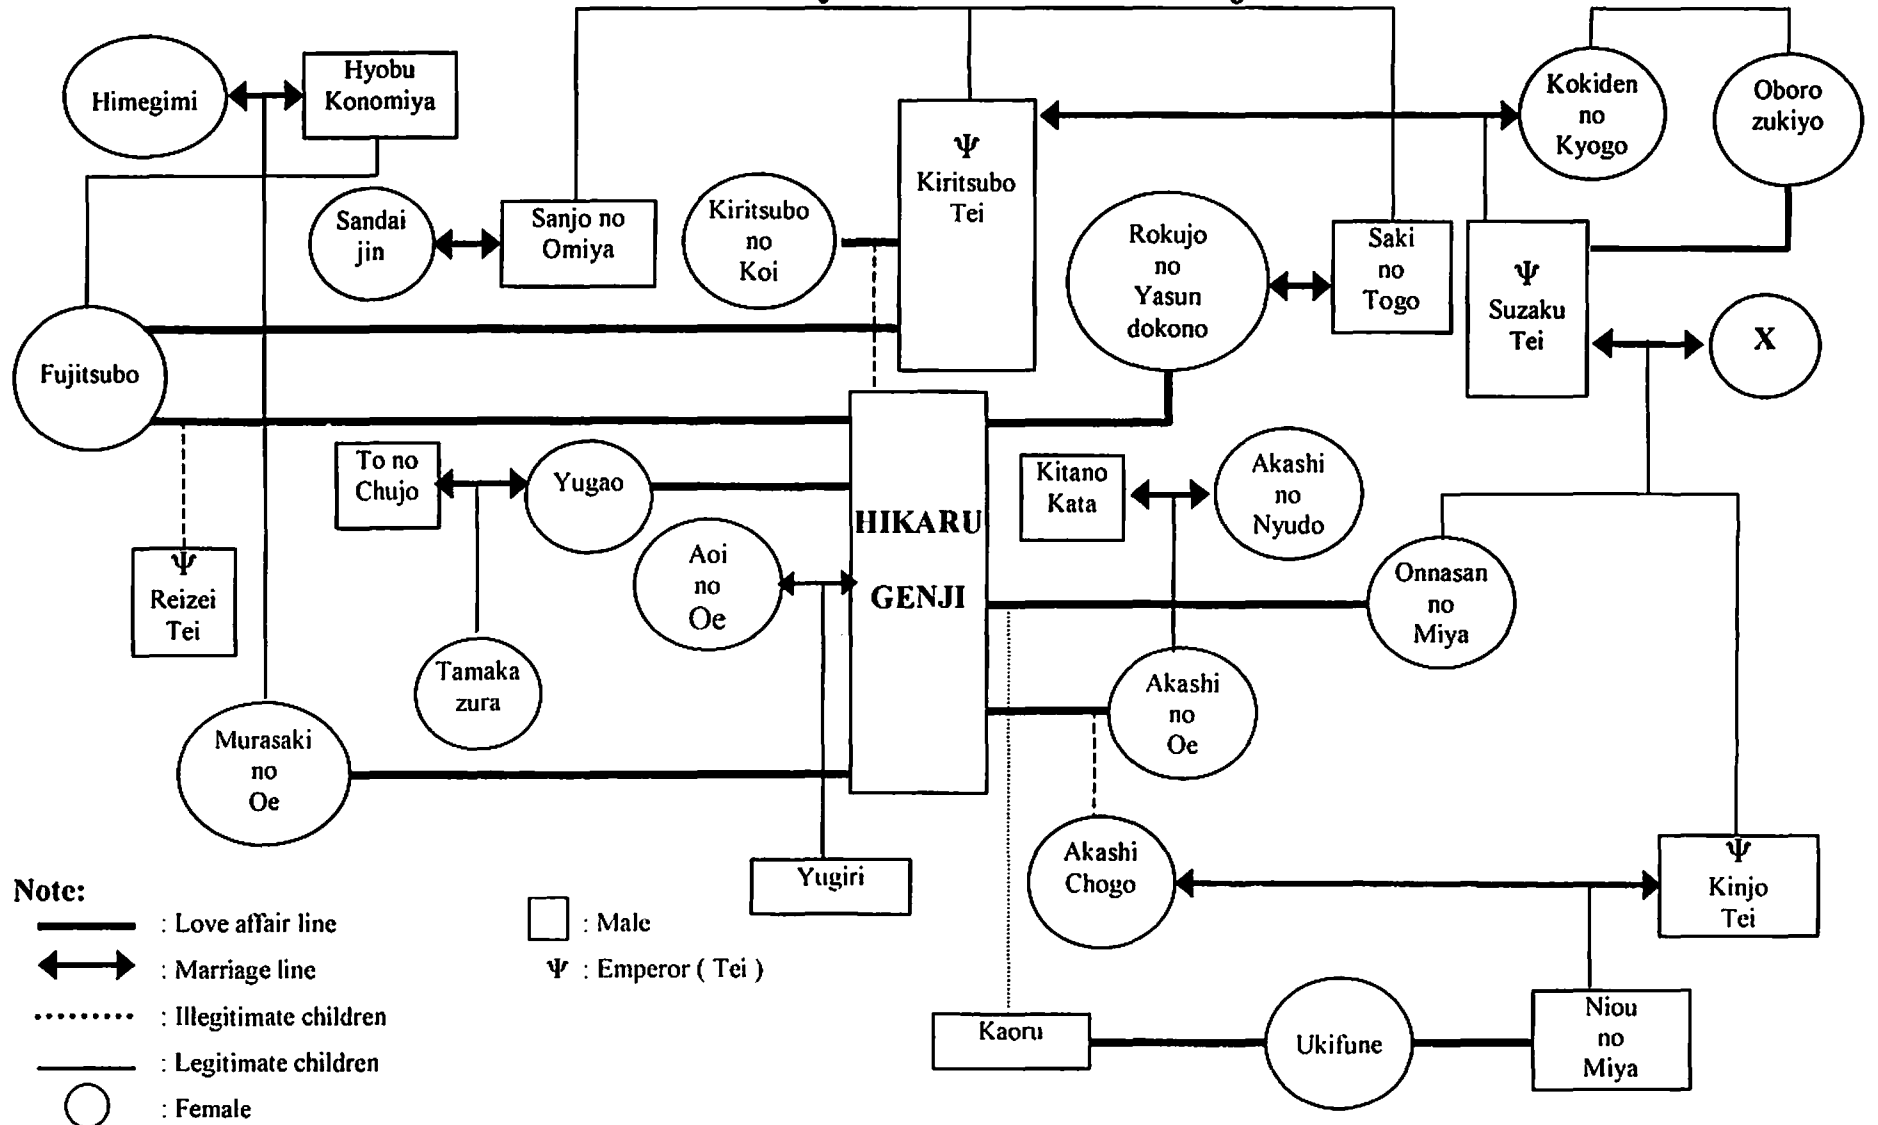 Himegimi
Hyobu
Konomiya
Kokiden
no
Kyogo
Oboro
zukiyo
Ψ
Kiritsubo
Tei
Sandai
jin
Sanjo no
Omiya
Kiritsubo
no
Koi
Rokujo
no
Yasun
dokono
Saki
no
Togo
Ψ
Suzaku
Tei
X
Fujitsubo
To no
Chujo
Yugao
HIKARU
GENJI
Kitano
Kata
Akashi
no
Nyudo
Ψ
Reizei
Tei
Aoi
no
Oe
Onnasan
no
Miya
Tamaka
zura
Akashi
no
Oe
Murasaki
no
Oe
Yugiri
Akashi
Chogo
Ψ
Kinjo
Tei
Kaoru
Ukifune
Niou
no
Miya
Note:
: Love affair line
: Marriage line
: Illegitimate children
: Legitimate children
: Female
: Male
Ψ : Emperor ( Tei )